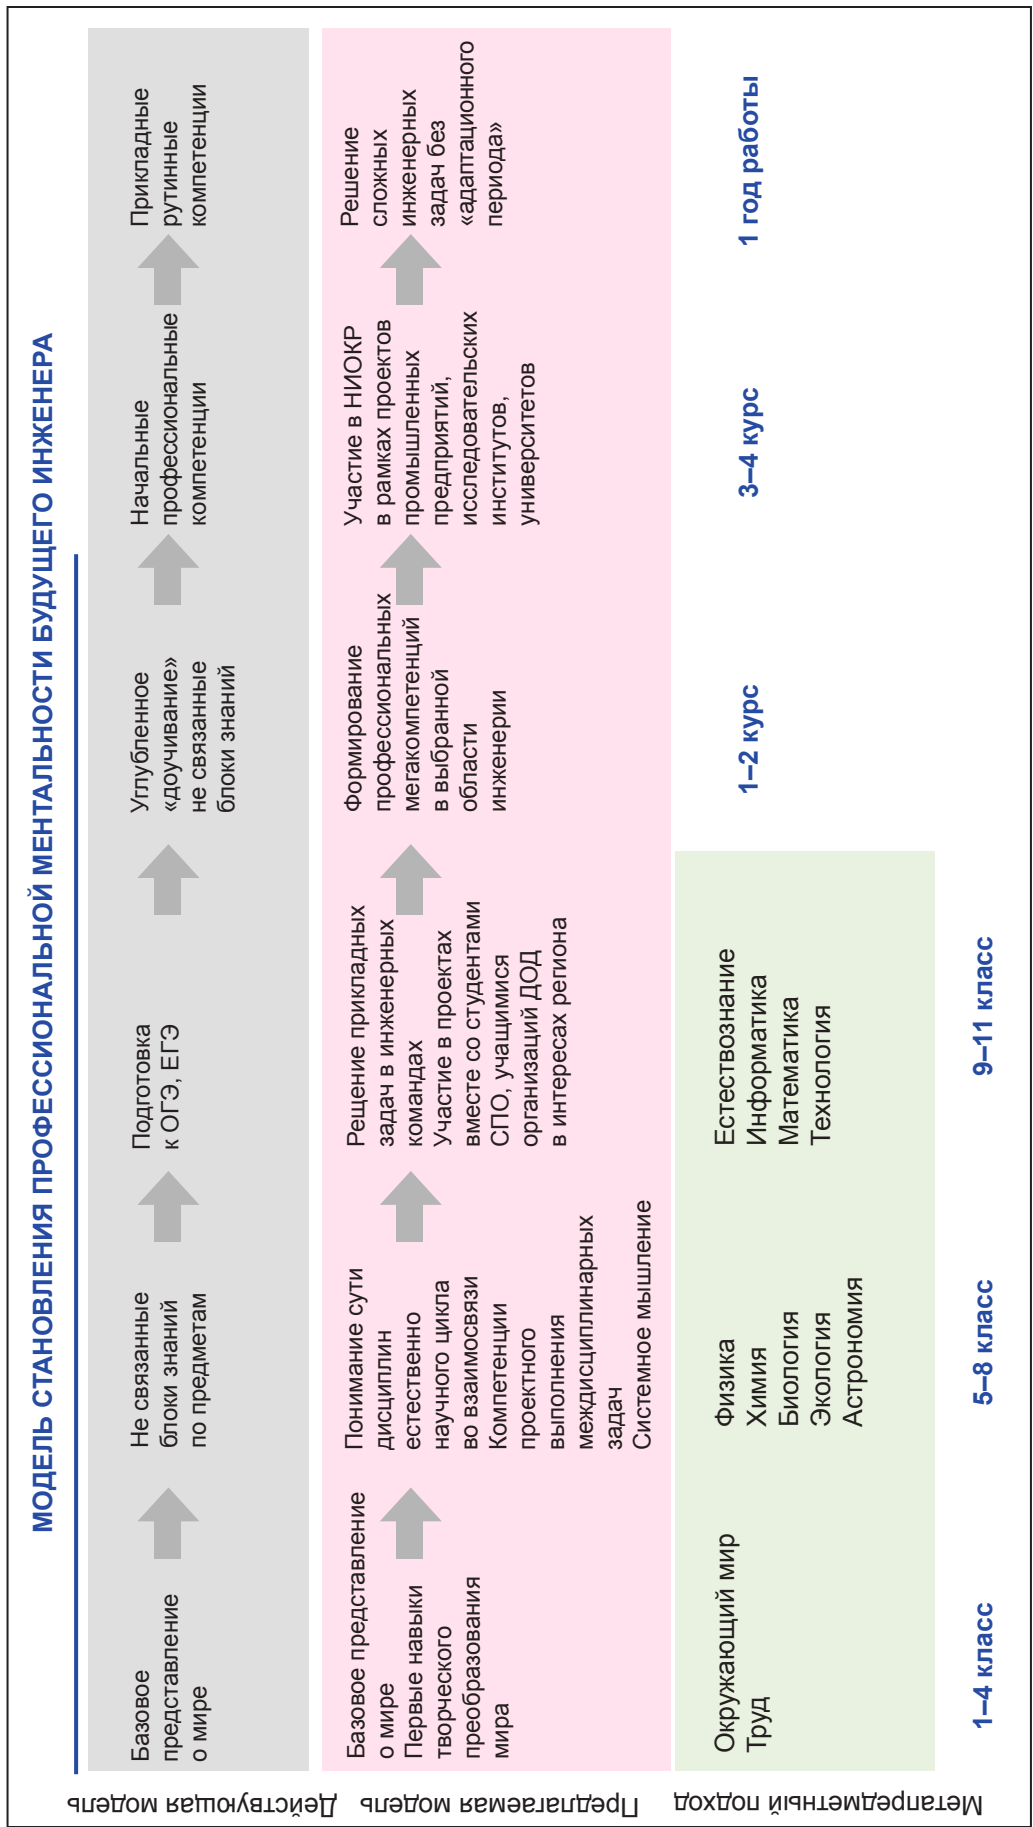 МОДЕЛЬ СТАНОВЛЕНИЯ ПРОФЕССИОНАЛЬНОЙ МЕНТАЛЬНОСТИ БУДУЩЕГО ИНЖЕНЕРА
Действующая модель
Базовое
представление
о мире
Не связанные
блоки знаний
по предметам
Подготовка
к ОГЭ, ЕГЭ
Углубленное
«доучивание»
не связанные
блоки знаний
Начальные
профессиональные
компетенции
Прикладные
рутинные
компетенции
Предлагаемая модель
Базовое представление
о мире
Первые навыки
творческого
преобразования
мира
Понимание сути
дисциплин
естественно
научного цикла
во взаимосвязи
Компетенции
проектного
выполнения
междисциплинарных
задач
Системное мышление
Рещение прикладных
задач в инженерных
командах
Участие в проектах
вместе со студентами
СПО, учащимися
организаций ДОД
в интересах региона
Формирование
профессиональных
мегакомпетенций
в выбранной
области
инженерии
Участие в НИОКР
в рамках проектов
промышленных
предприятий,
исследовательских
институтов,
университетов
Решение
сложных
инженерных
задач без
«адаптационного
периода»
Метапредметный подход
Окружающий мир
Труд
Физика
Химия
Биология
Экология
Астрономия
Естествознание
Информатика
Математика
Технология
1–4 класс
5–8 класс
9–11 класс
1–2 курс
3–4 курс
1 год работы